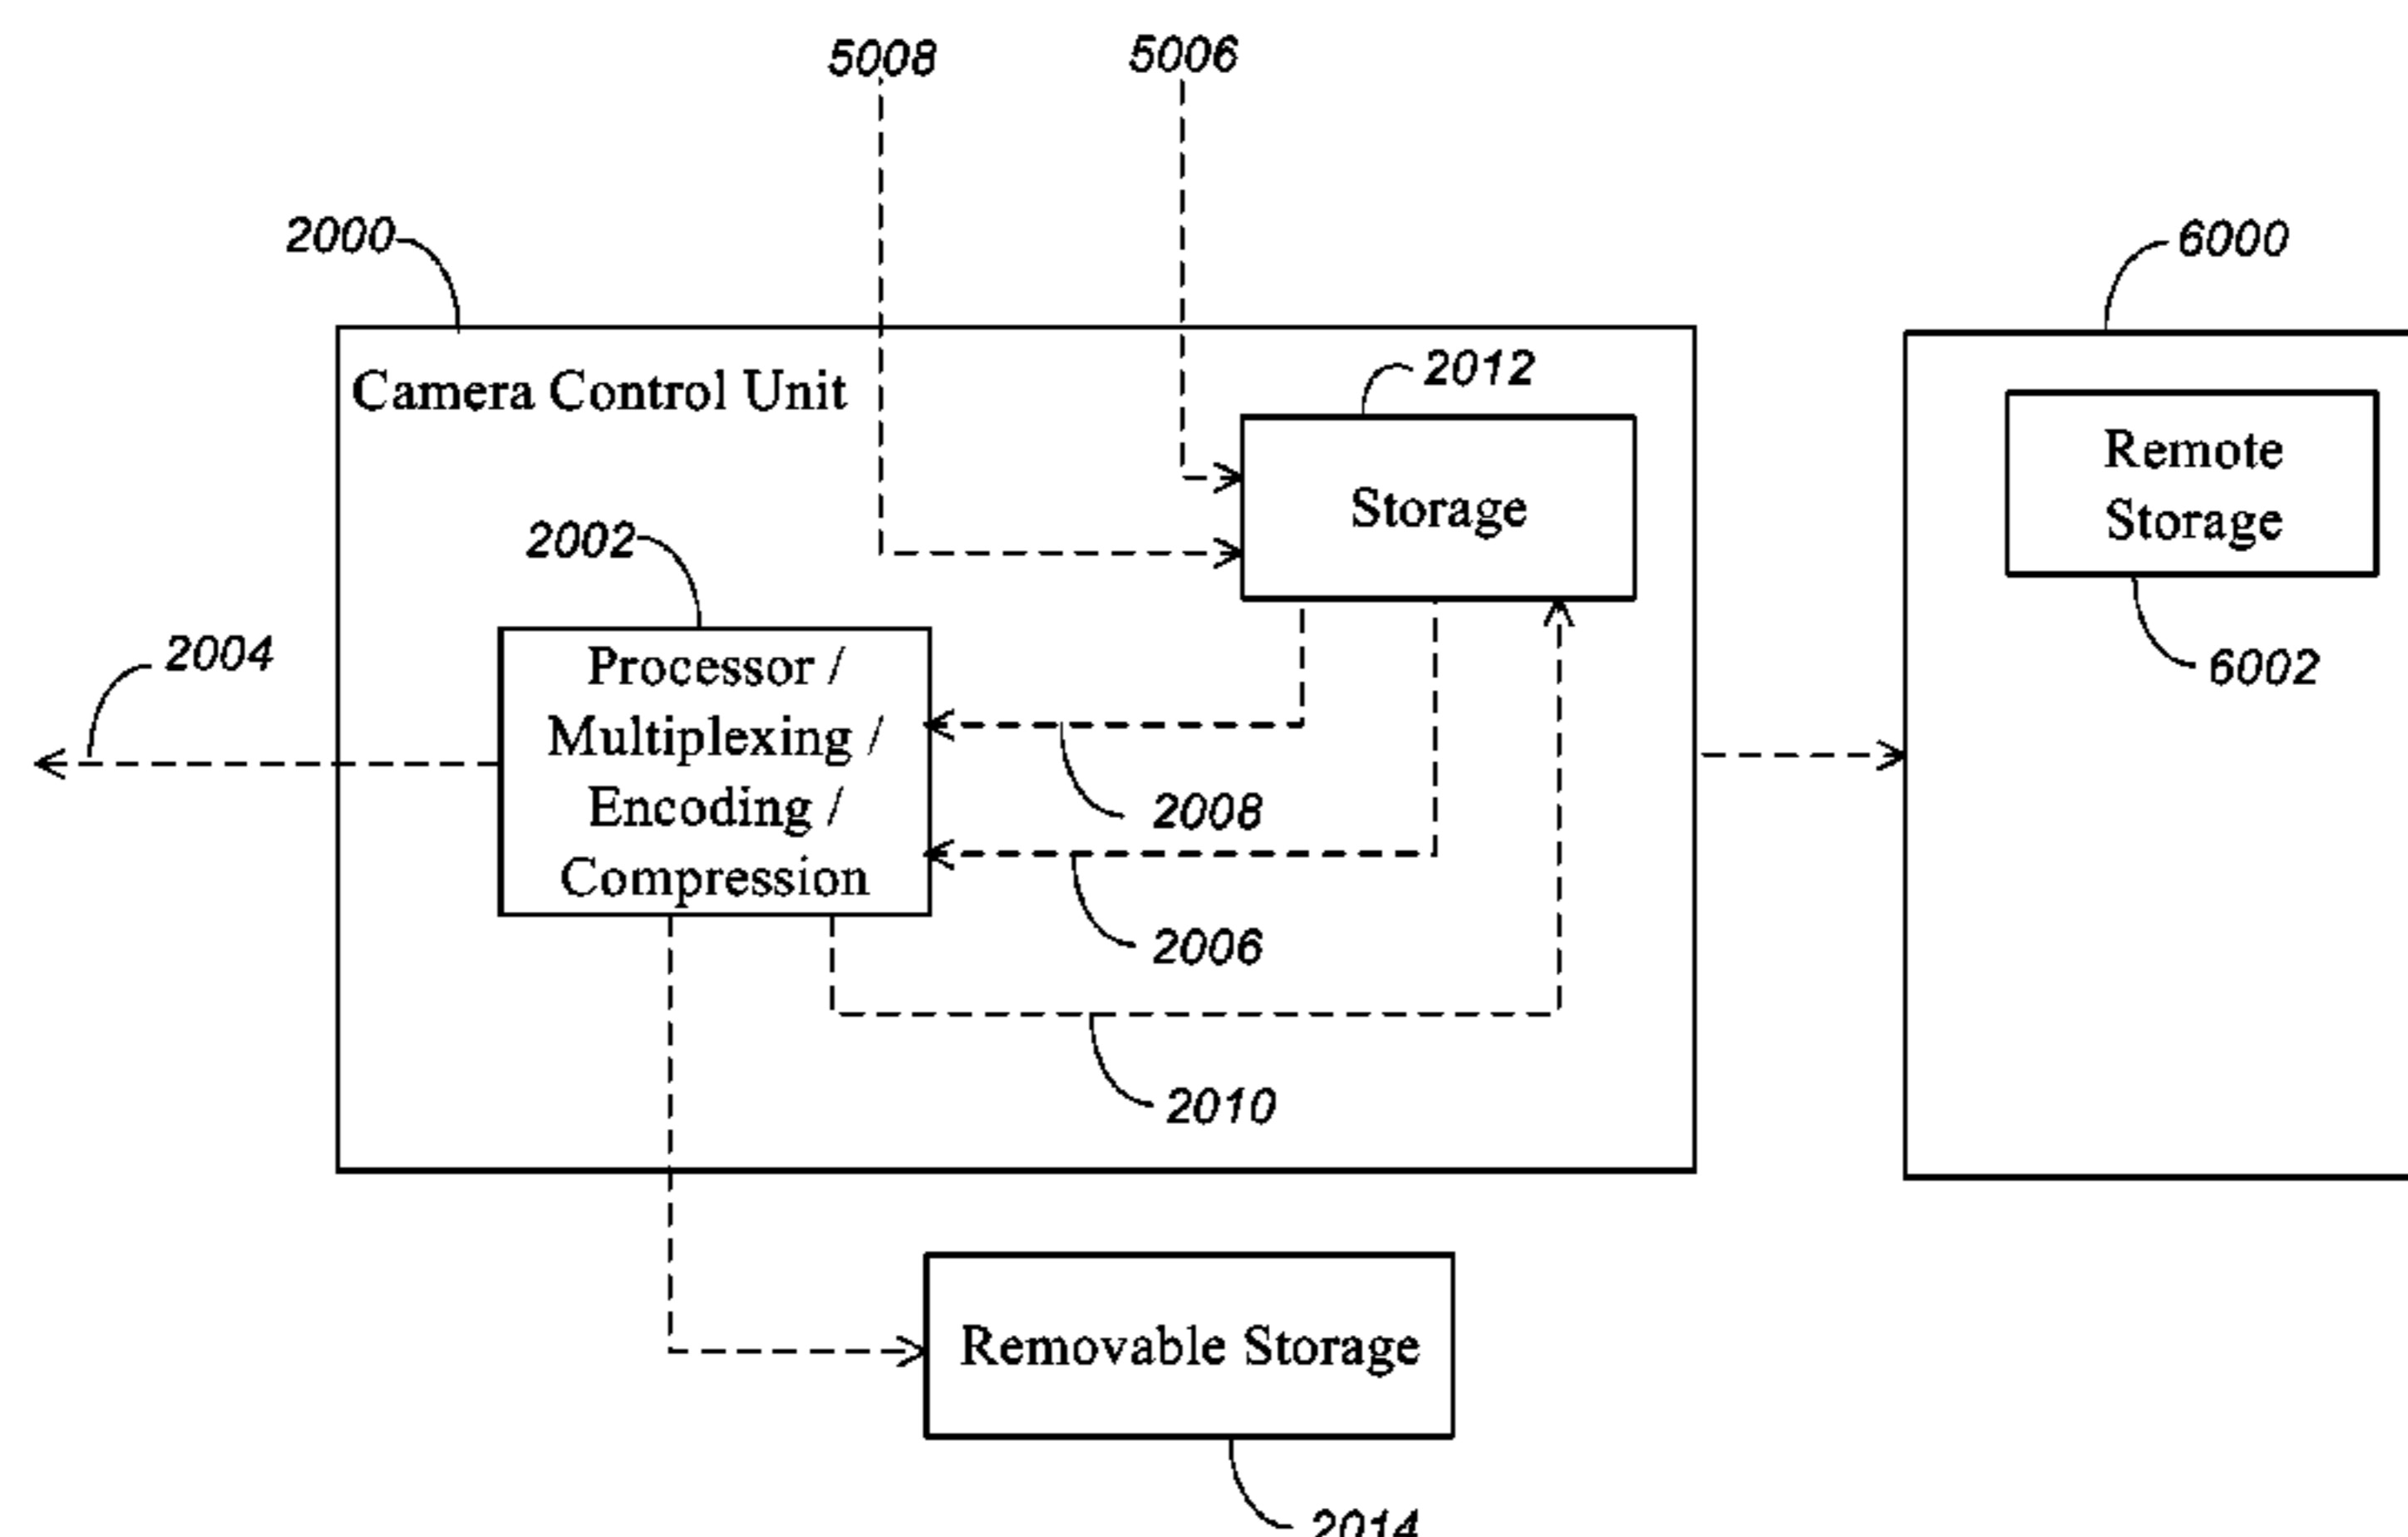 5008
5006
2000
6000
Camera Control Unit
2012
Remote
Storage
Storage
2002
2004
6002
Processor /
Multiplexing /
Encoding /
Compression
2008
2006
2010
Removable Storage
2014